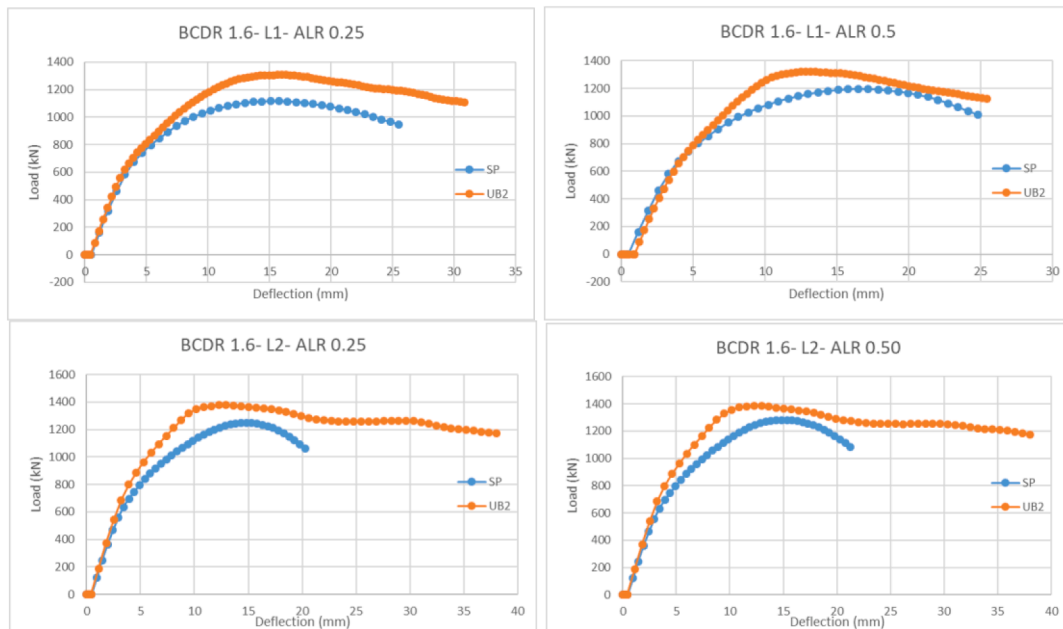 BCDR 1.6- L1- ALR 0.25
1400
1200
1000
800
600
400
200
0
-200
Load (kN)
0 5 10 15 20 25 30 35
Deflection (mm)
SP
UB2
BCDR 1.6- L1- ALR 0.5
1400
1200
1000
800
600
400
200
0
-200
Load (kN)
0 5 10 15 20 25 30
Deflection (mm)
SP
UB2
BCDR 1.6- L2- ALR 0.25
1600
1400
1200
1000
800
600
400
200
0
Load (kN)
0 5 10 15 20 25 30 35 40
Deflection (mm)
SP
UB2
BCDR 1.6- L2- ALR 0.50
1600
1400
1200
1000
800
600
400
200
0
Load (kN)
0 5 10 15 20 25 30 35 40
Deflection (mm)
SP
UB2